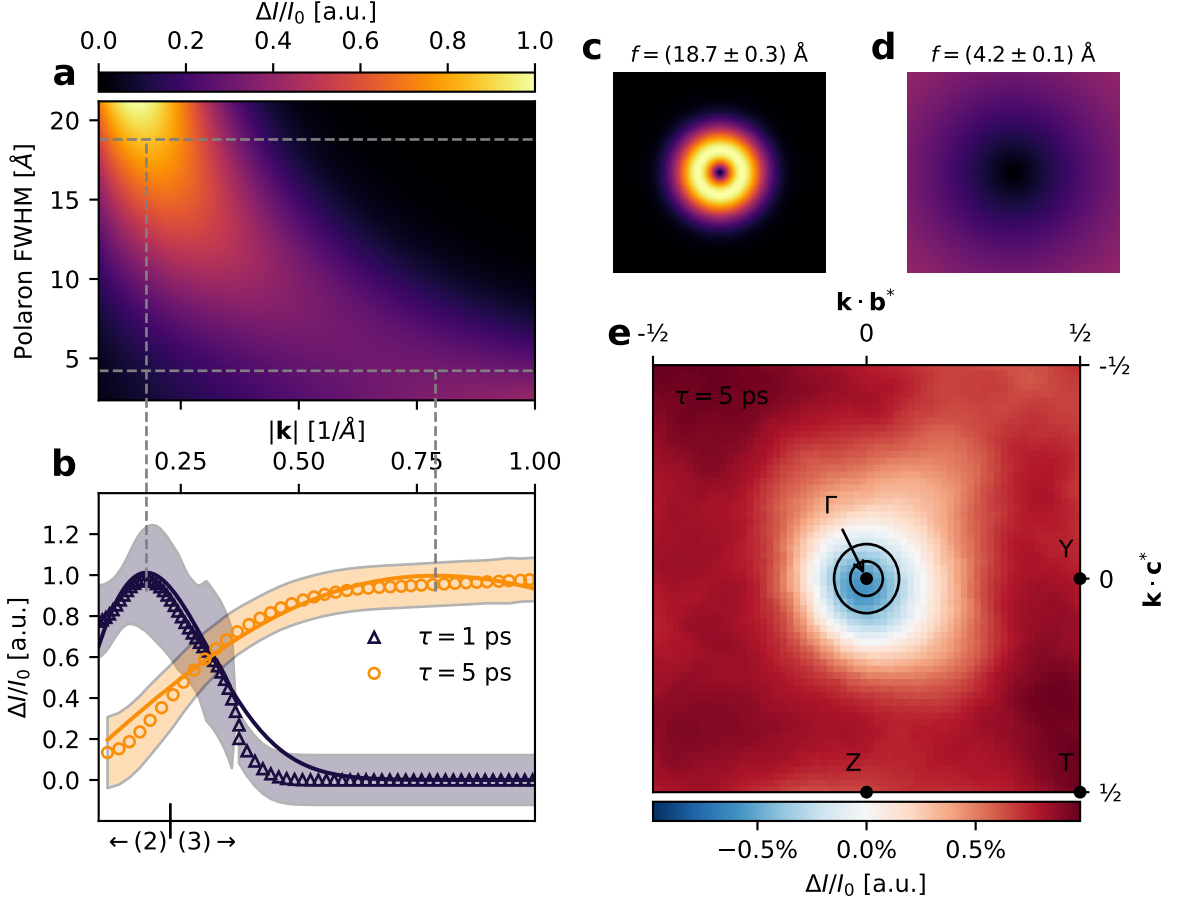 ΔI/I₀ [a.u.]
0.0 0.2 0.4 0.6 0.8 1.0
a
Polaron FWHM [Å]
20
15
10
5
|k| [1/Å]
b
0.25 0.50 0.75 1.00
ΔI/I₀ [a.u.]
1.2
1.0
0.8
0.6
0.4
0.2
0.0
τ = 1 ps
τ = 5 ps
←(2) (3)→
c
f = (18.7 ± 0.3) Å
d
f = (4.2 ± 0.1) Å
k · b*
e
-½ 0 ½
τ = 5 ps
-½
0
½
k · c*
Γ
Y
Z
T
−0.5% 0.0% 0.5%
ΔI/I₀ [a.u.]